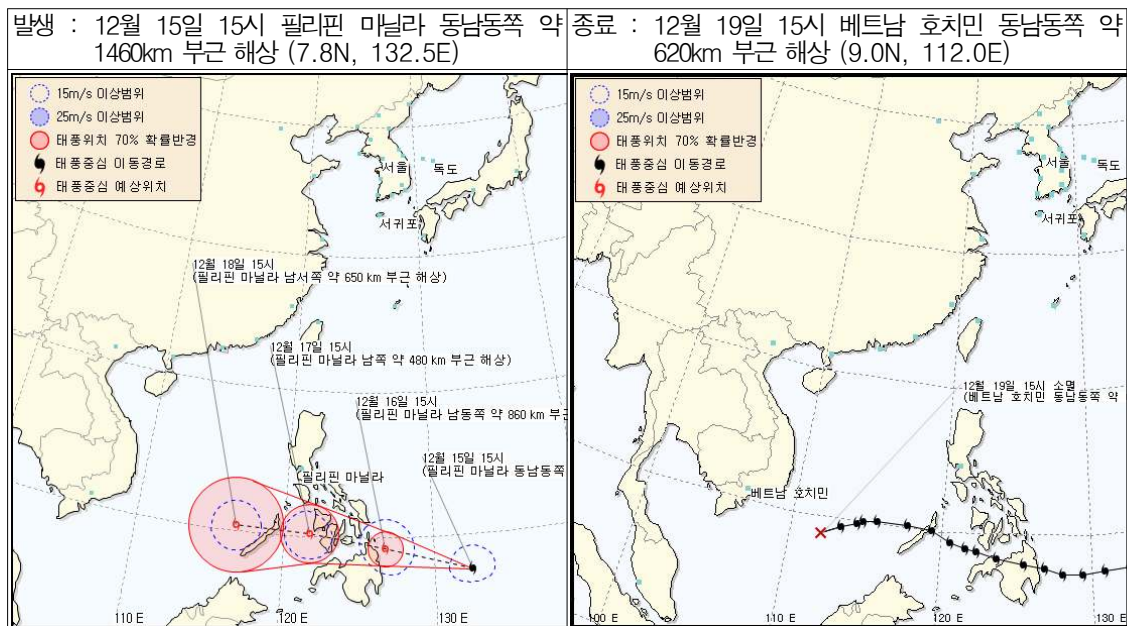 발생 : 12월 15일 15시 필리핀 마닐라 동남동쪽 약
1460km 부근 해상 (7.8N, 132.5E)
종료 : 12월 19일 15시 베트남 호치민 동남동쪽 약
620km 부근 해상 (9.0N, 112.0E)
15m/s 이상범위
25m/s 이상범위
태풍위치 70% 확률반경
태풍중심 이동경로
태풍중심 예상위치
서울
독도
서귀포
12월 18일 15시
(필리핀 마닐라 남서쪽 약 650 km 부근 해상)
12월 17일 15시
(필리핀 마닐라 남쪽 약 480 km 부근 해상)
12월 16일 15시
(필리핀 마닐라 남동쪽 약 860 km 부근
12월 15일 15시
(필리핀 마닐라 동남동쪽
(필리핀 마닐라
110 E
120 E
130 E
15m/s 이상범위
25m/s 이상범위
태풍위치 70% 확률반경
태풍중심 이동경로
태풍중심 예상위치
서울
독도
서귀포
12월 19일 15시 소멸
(베트남 호치민 동남동쪽 약
베트남 호치민
100 E
110 E
120 E
130 E